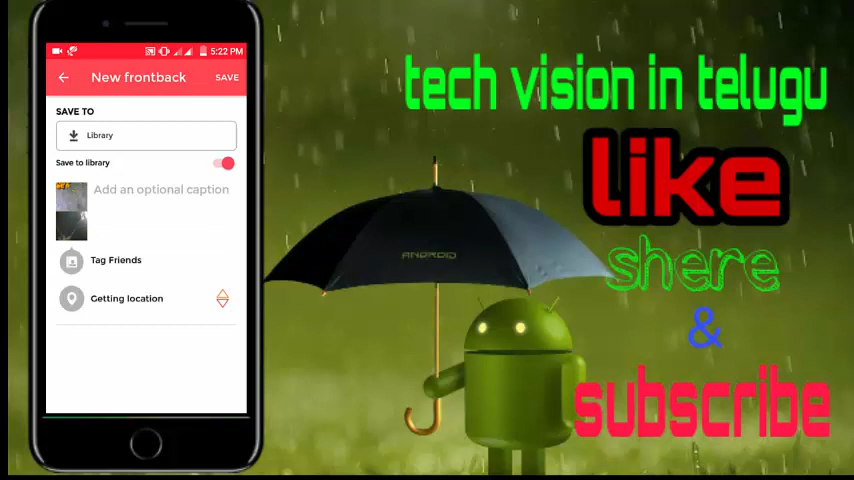 5:22 PM
New frontback
SAVE
SAVE TO
Library
Save to library
Add an optional caption
Tag Friends
Getting location
tech vision in telugu
like
ANDROID
shere
&
subscribe